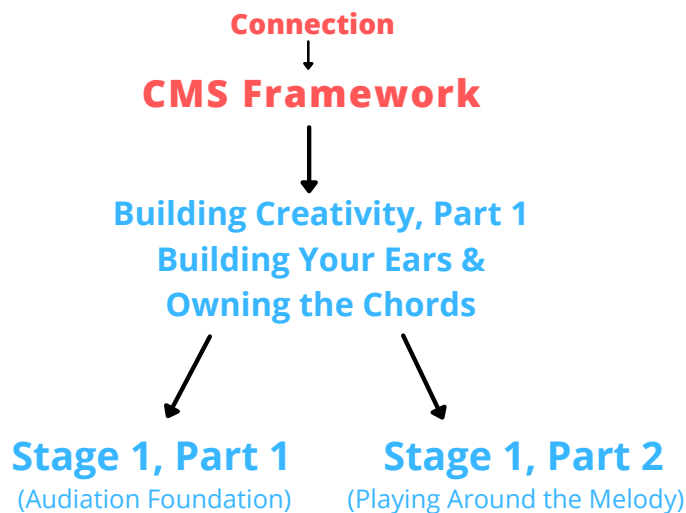 Connection
CMS Framework
Building Creativity, Part 1
Building Your Ears &
Owning the Chords
Stage 1, Part 1
(Audiation Foundation)
Stage 1, Part 2
(Playing Around the Melody)